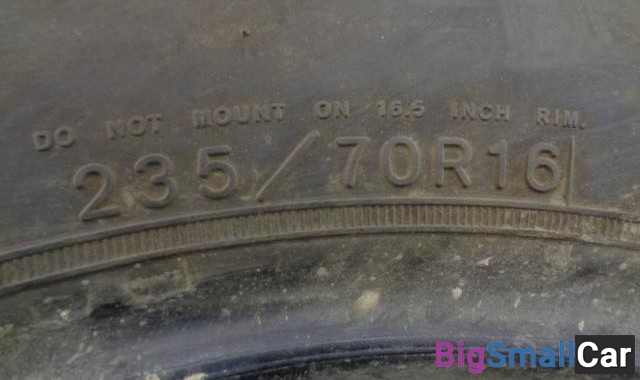 DO NOT MOUNT ON 16.5 INCH RIM.
235/70R16
BigSmallCar